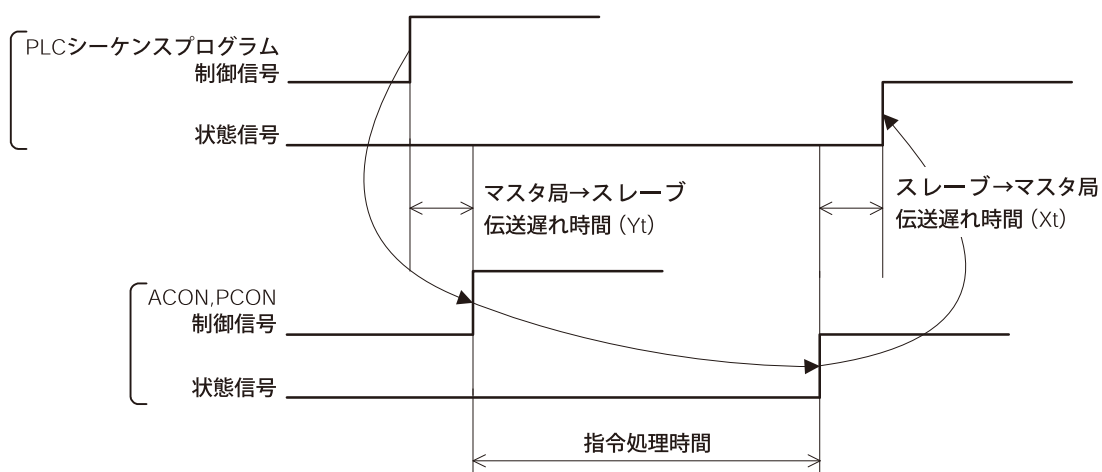 PLCシーケンスプログラム
制御信号
状態信号
マスタ局→スレーブ
伝送遅れ時間（Yt）
スレーブ→マスタ局
伝送遅れ時間（Xt）
ACON,PCON
制御信号
状態信号
指令処理時間